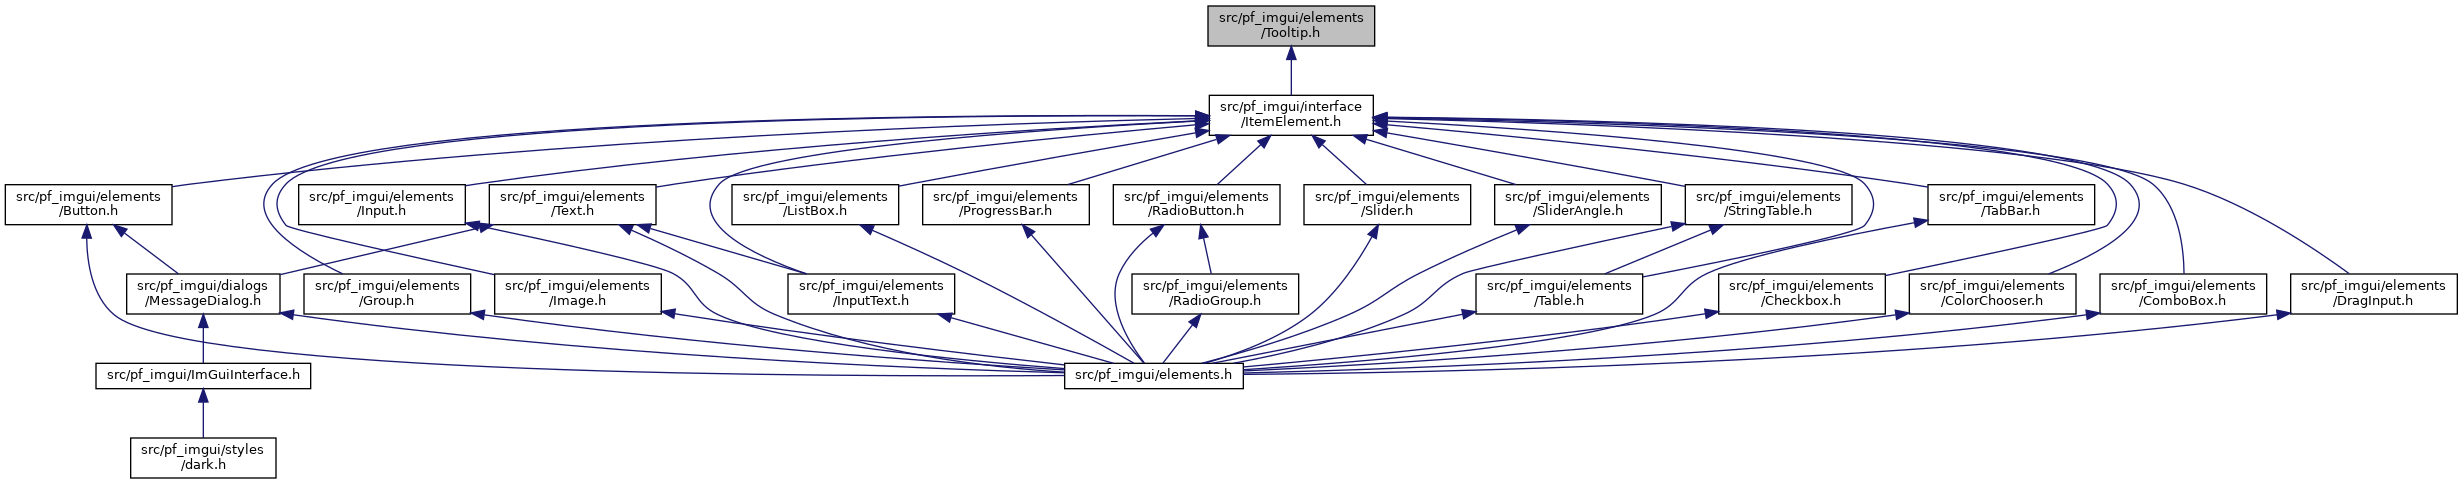 src/pf_imgui/elements
/Tooltip.h
src/pf_imgui/interface
/ItemElement.h
src/pf_imgui/elements
/Button.h
src/pf_imgui/elements
/Input.h
src/pf_imgui/elements
/Text.h
src/pf_imgui/elements
/ListBox.h
src/pf_imgui/elements
/ProgressBar.h
src/pf_imgui/elements
/RadioButton.h
src/pf_imgui/elements
/Slider.h
src/pf_imgui/elements
/SliderAngle.h
src/pf_imgui/elements
/StringTable.h
src/pf_imgui/elements
/TabBar.h
src/pf_imgui/dialogs
/MessageDialog.h
src/pf_imgui/elements
/Group.h
src/pf_imgui/elements
/Image.h
src/pf_imgui/elements
/InputText.h
src/pf_imgui/elements
/RadioGroup.h
src/pf_imgui/elements
/Table.h
src/pf_imgui/elements
/Checkbox.h
src/pf_imgui/elements
/ColorChooser.h
src/pf_imgui/elements
/ComboBox.h
src/pf_imgui/elements
/DragInput.h
src/pf_imgui/ImGuiInterface.h
src/pf_imgui/elements.h
src/pf_imgui/styles
/dark.h